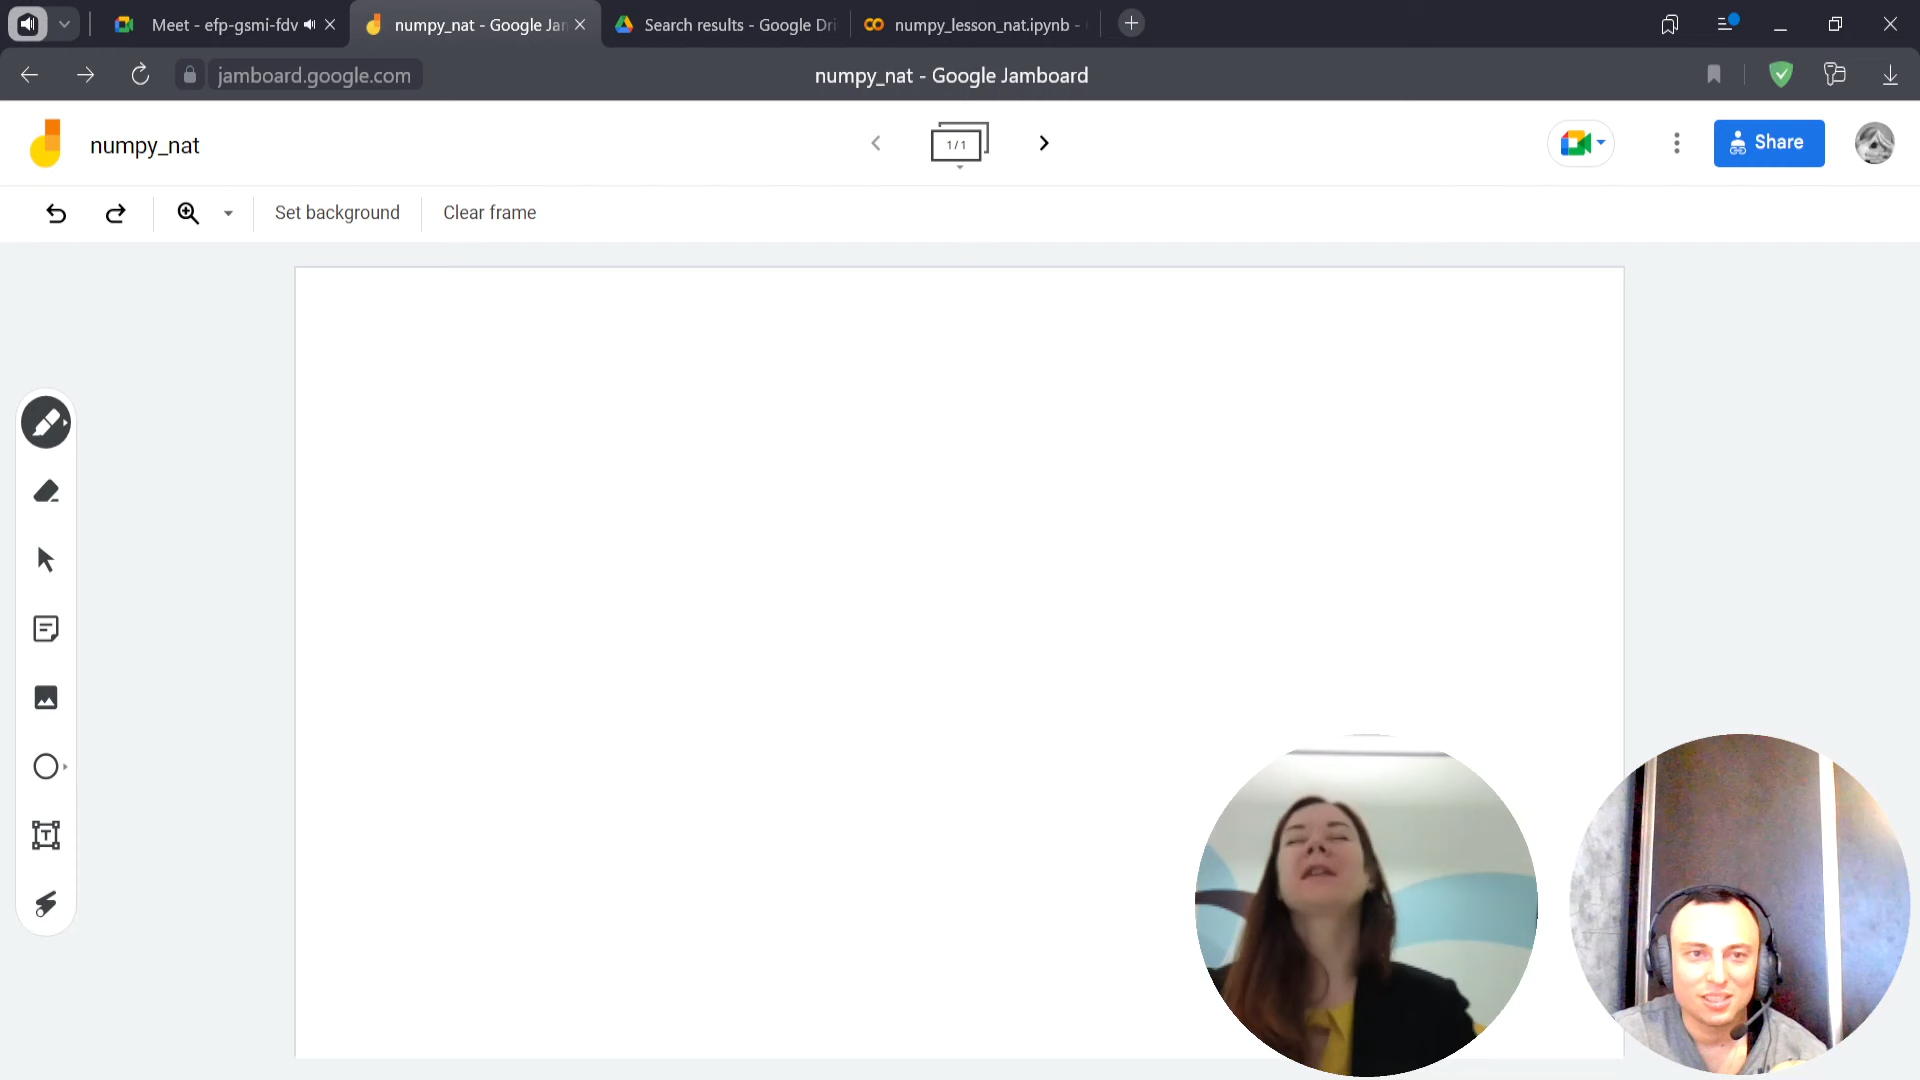 Meet - efp-gsmi-fdv
numpy_nat - Google Jam
Search results - Google Dri
numpy_lesson_nat.ipynb -
jamboard.google.com
numpy_nat - Google Jamboard
numpy_nat
1 / 1
Share
Set background
Clear frame